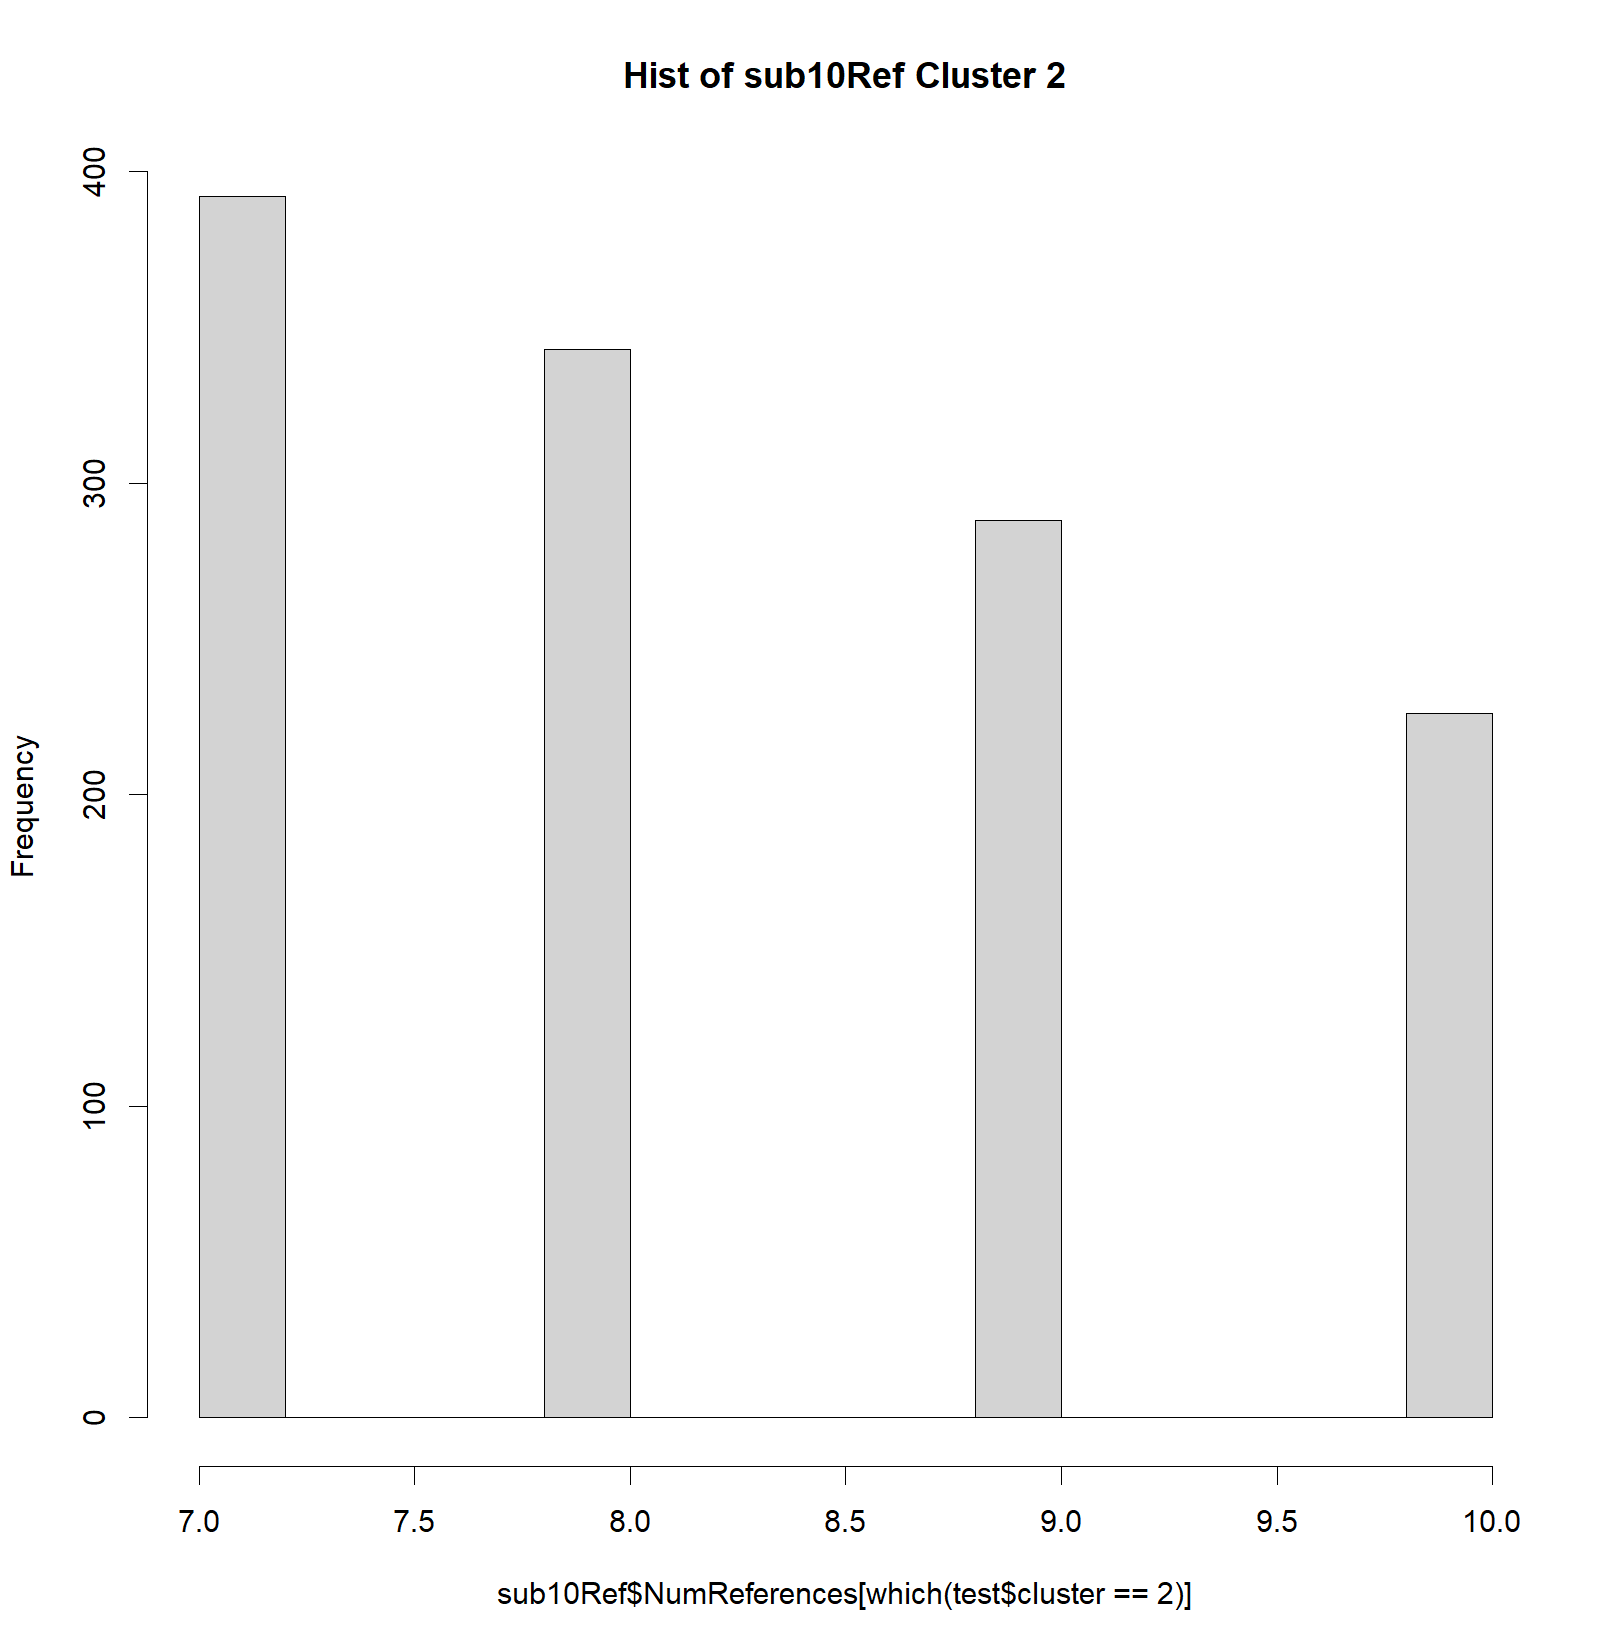 Hist of sub10Ref Cluster 2
400
300
200
100
0
Frequency
7.0 7.5 8.0 8.5 9.0 9.5 10.0
sub10Ref$NumReferences[which(test$cluster == 2)]